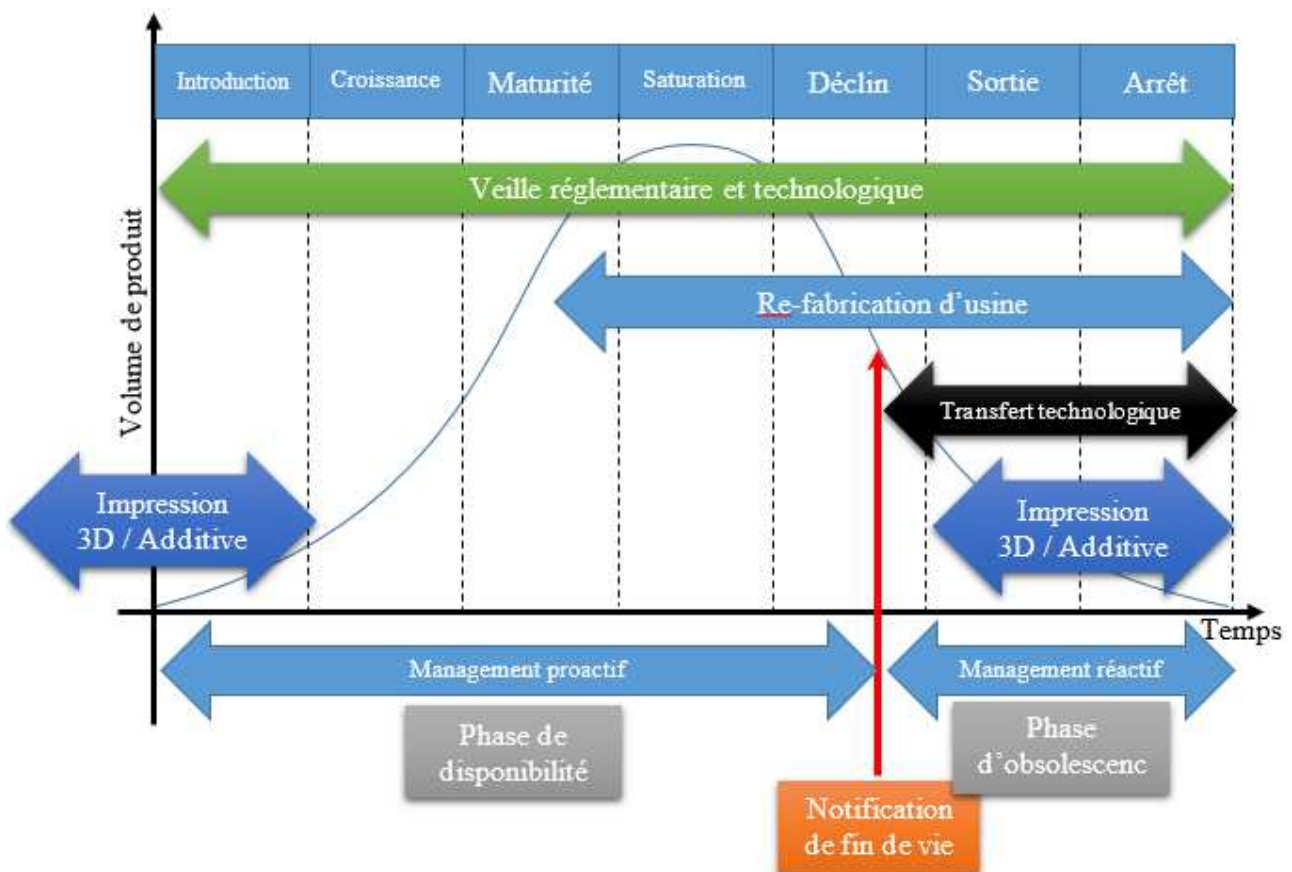 Introduction
Croissance
Maturité
Saturation
Déclin
Sortie
Arrêt
Veille réglementaire et technologique
Volume de produit
Re-fabrication d'usine
Transfert technologique
Impression
3D / Additive
Impression
3D / Additive
Temps
Management proactif
Management réactif
Phase de
disponibilité
Phase
d'obsolescenc
Notification
de fin de vie